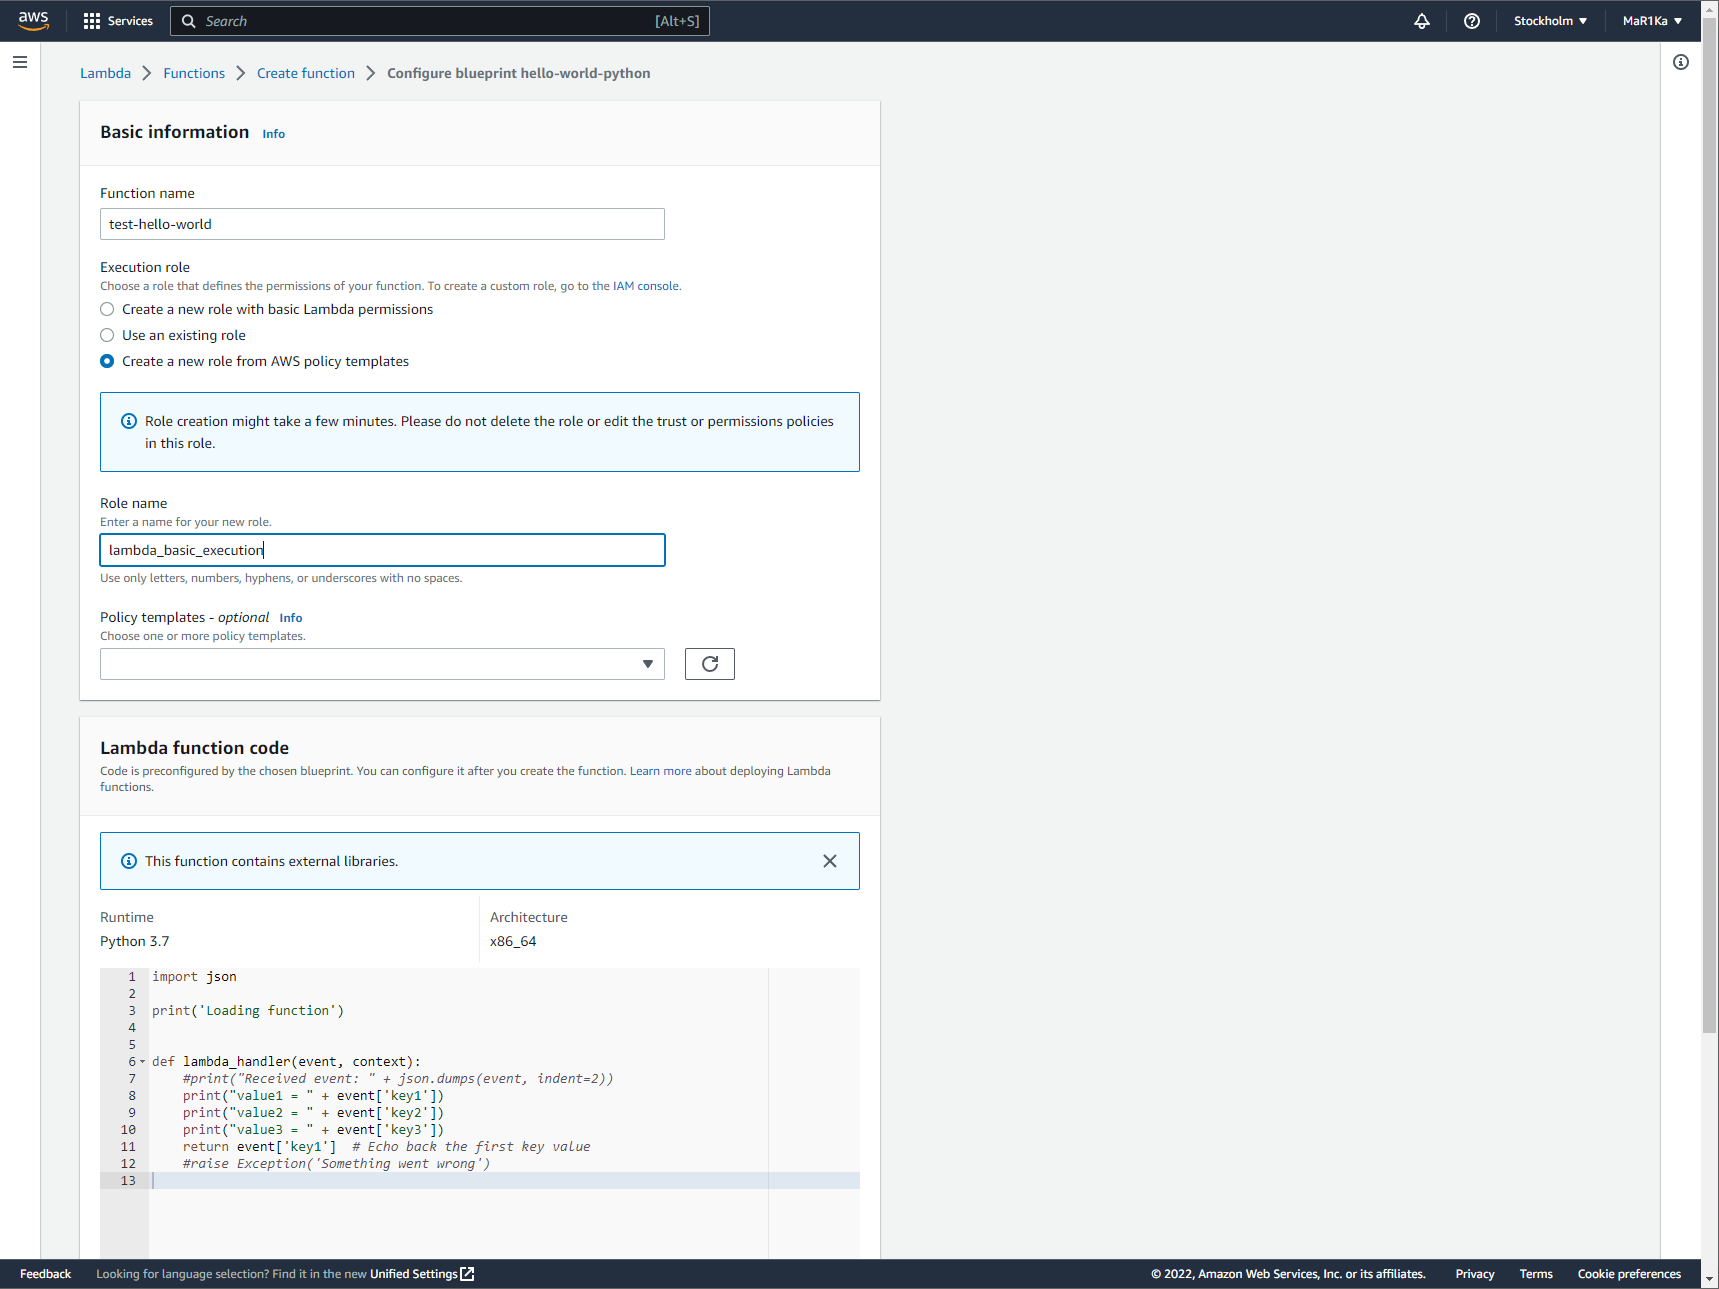 aws Services Search [Alt+S] Stockholm ▼ MaR1Ka ▼
Lambda > Functions > Create function > Configure blueprint hello-world-python
Basic information Info
Function name
test-hello-world
Execution role
Choose a role that defines the permissions of your function. To create a custom role, go to the IAM console.
Create a new role with basic Lambda permissions
Use an existing role
Create a new role from AWS policy templates
Role creation might take a few minutes. Please do not delete the role or edit the trust or permissions policies
in this role.
Role name
Enter a name for your new role.
lambda_basic_execution
Use only letters, numbers, hyphens, or underscores with no spaces.
Policy templates - optional Info
Choose one or more policy templates.
Lambda function code
Code is preconfigured by the chosen blueprint. You can configure it after you create the function. Learn more about deploying Lambda
functions.
This function contains external libraries.
Runtime Architecture
Python 3.7 x86_64
1 import json
2
3 print('Loading function')
4
5
6 def lambda_handler(event, context):
7     #print("Received event: " + json.dumps(event, indent=2))
8     print("value1 = " + event['key1'])
9     print("value2 = " + event['key2'])
10     print("value3 = " + event['key3'])
11     return event['key1']  # Echo back the first key value
12     #raise Exception('Something went wrong')
13
Feedback Looking for language selection? Find it in the new Unified Settings © 2022, Amazon Web Services, Inc. or its affiliates. Privacy Terms Cookie preferences